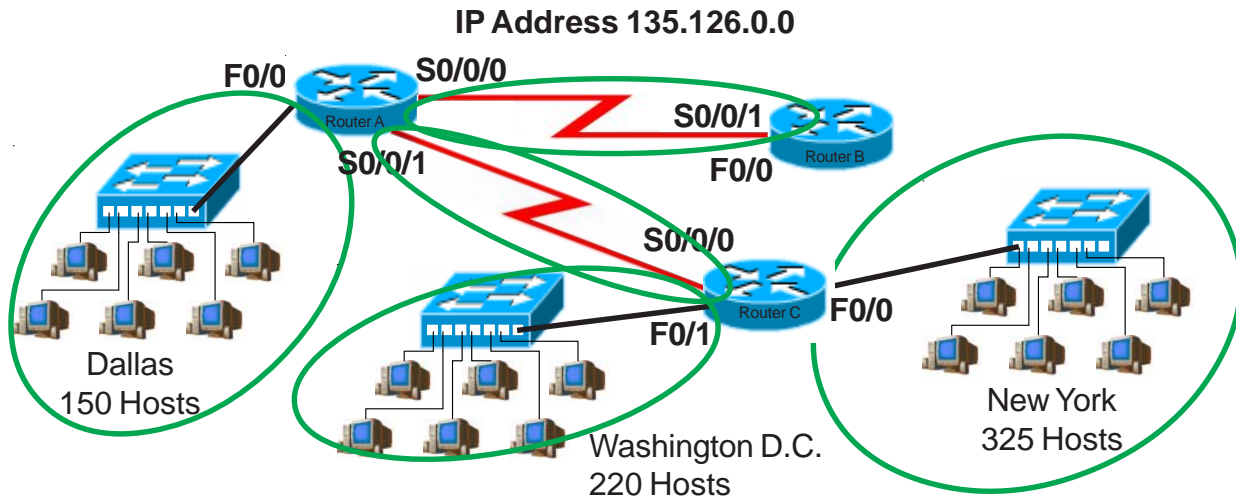 IP Address 135.126.0.0
F0/0
S0/0/0
Router A
S0/0/1
Router B
S0/0/1
F0/0
S0/0/0
Router C
F0/1
F0/0
Dallas
150 Hosts
Washington D.C.
220 Hosts
New York
325 Hosts